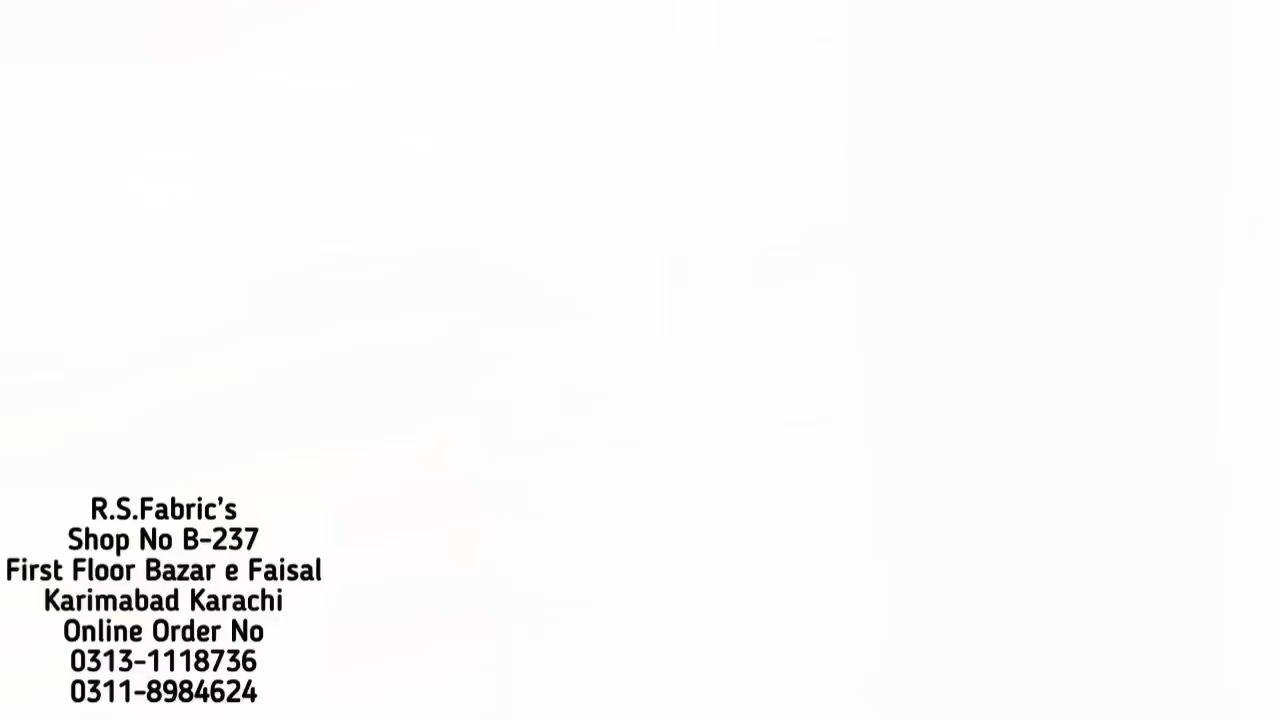 R.S.Fabric's
Shop No B-237
First Floor Bazar e Faisal
Karimabad Karachi
Online Order No
0313-1118736
0311-8984624